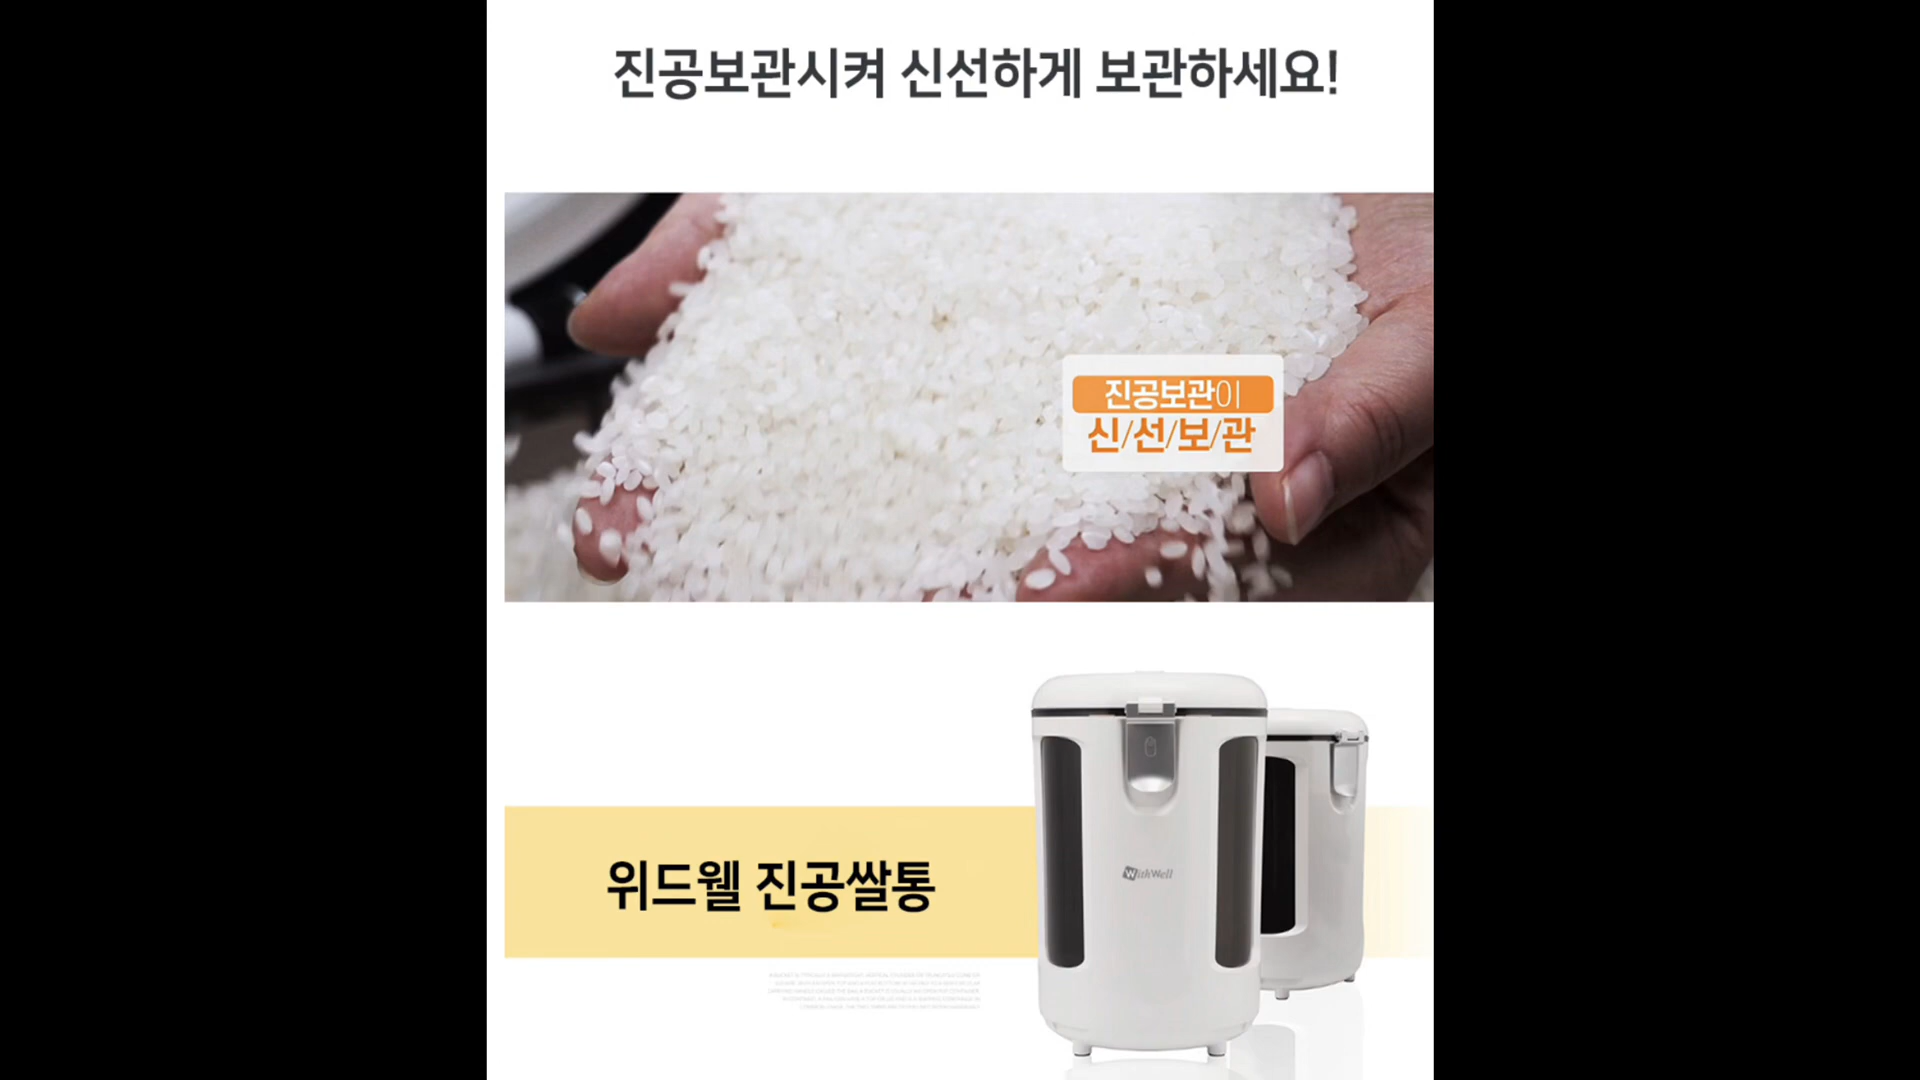 진공보관시켜 신선하게 보관하세요!
진공보관이
신/선/보/관
위드웰 진공쌀통
WithWell